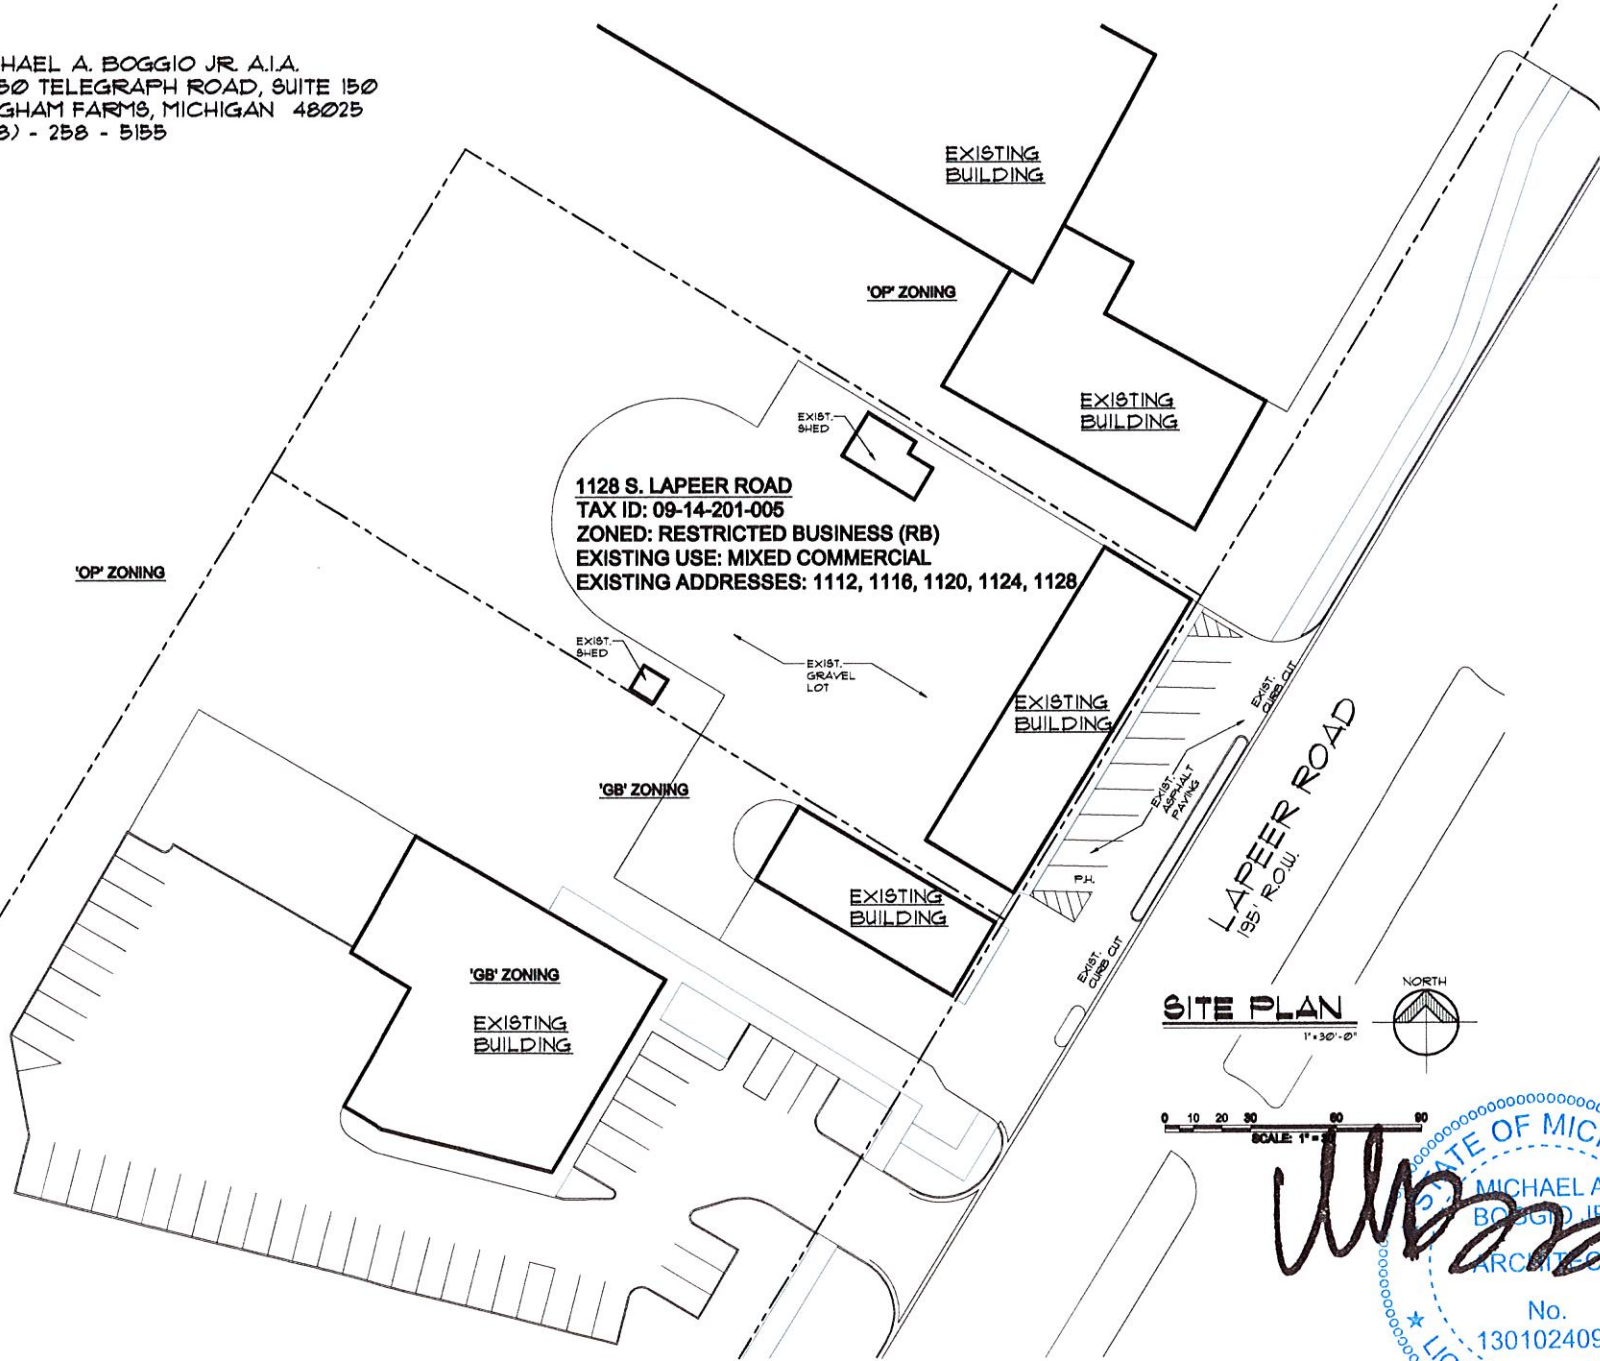 HAEL A. BOGGIO JR. A.I.A.
50 TELEGRAPH ROAD, SUITE 150
GHAM FARMS, MICHIGAN 48025
8) - 258 - 5155
EXISTING
BUILDING
'OP' ZONING
EXISTING
BUILDING
EXIST.
SHED
1128 S. LAPEER ROAD
TAX ID: 09-14-201-005
ZONED: RESTRICTED BUSINESS (RB)
EXISTING USE: MIXED COMMERCIAL
EXISTING ADDRESSES: 1112, 1116, 1120, 1124, 1128
'OP' ZONING
EXIST.
SHED
EXIST.
GRAVEL
LOT
EXISTING
BUILDING
EXIST.
CURB CUT
EXIST.
ASPHALT
PAVING
LAPEER ROAD
195' R.O.W.
'GB' ZONING
P.H.
EXISTING
BUILDING
EXIST.
CURB CUT
'GB' ZONING
EXISTING
BUILDING
SITE PLAN
1"=30'-0"
NORTH
0 10 20 30 60 90
SCALE: 1" =
STATE OF MIC
MICHAEL A
BOGGIO JR
ARCHITEC
No.
130102409
LIC